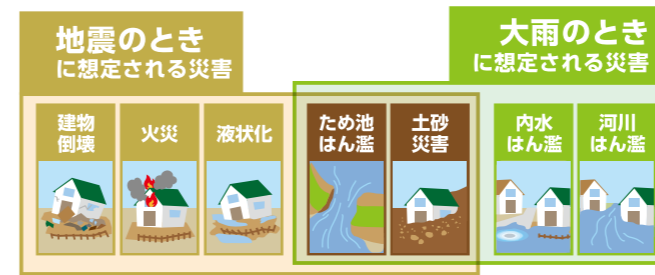 地震のとき
に想定される災害
大雨のとき
に想定される災害
建物
倒壊
火災
液状化
ため池
はん濫
土砂
災害
内水
はん濫
河川
はん濫